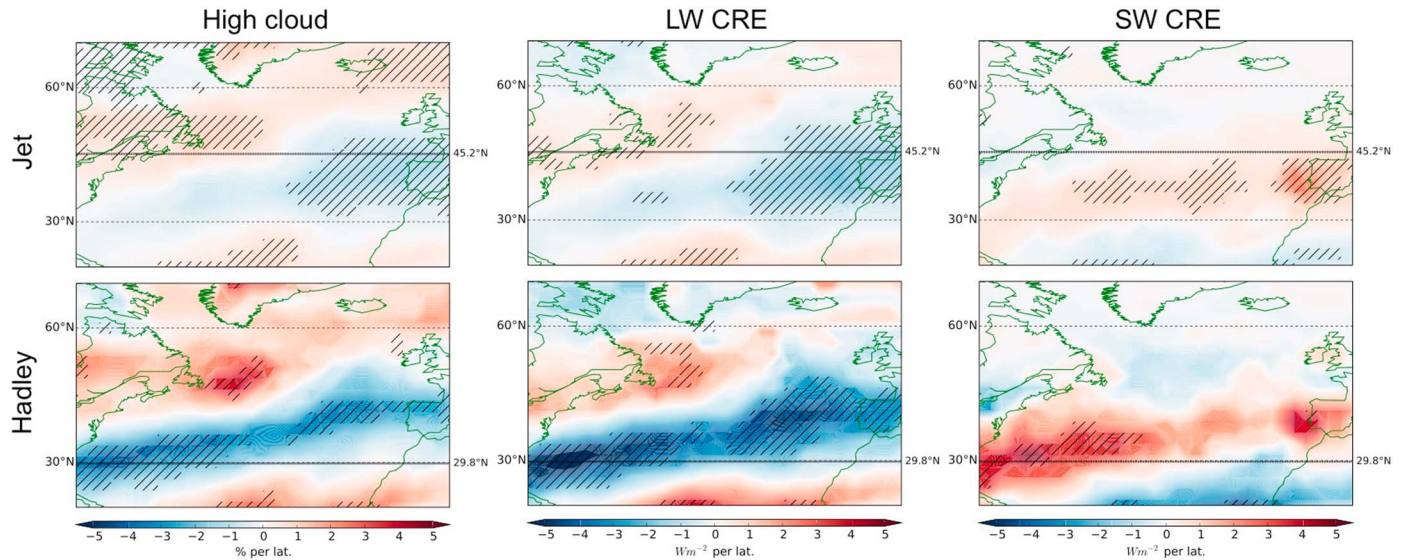 High cloud LW CRE SW CRE
Jet
60°N 60°N 60°N
45.2°N 45.2°N 45.2°N
30°N 30°N 30°N
Hadley
60°N 60°N 60°N
30°N 29.8°N 30°N 29.8°N 30°N 29.8°N
−5 −4 −3 −2 −1 0 1 2 3 4 5 −5 −4 −3 −2 −1 0 1 2 3 4 5 −5 −4 −3 −2 −1 0 1 2 3 4 5
% per lat. Wm⁻² per lat. Wm⁻² per lat.